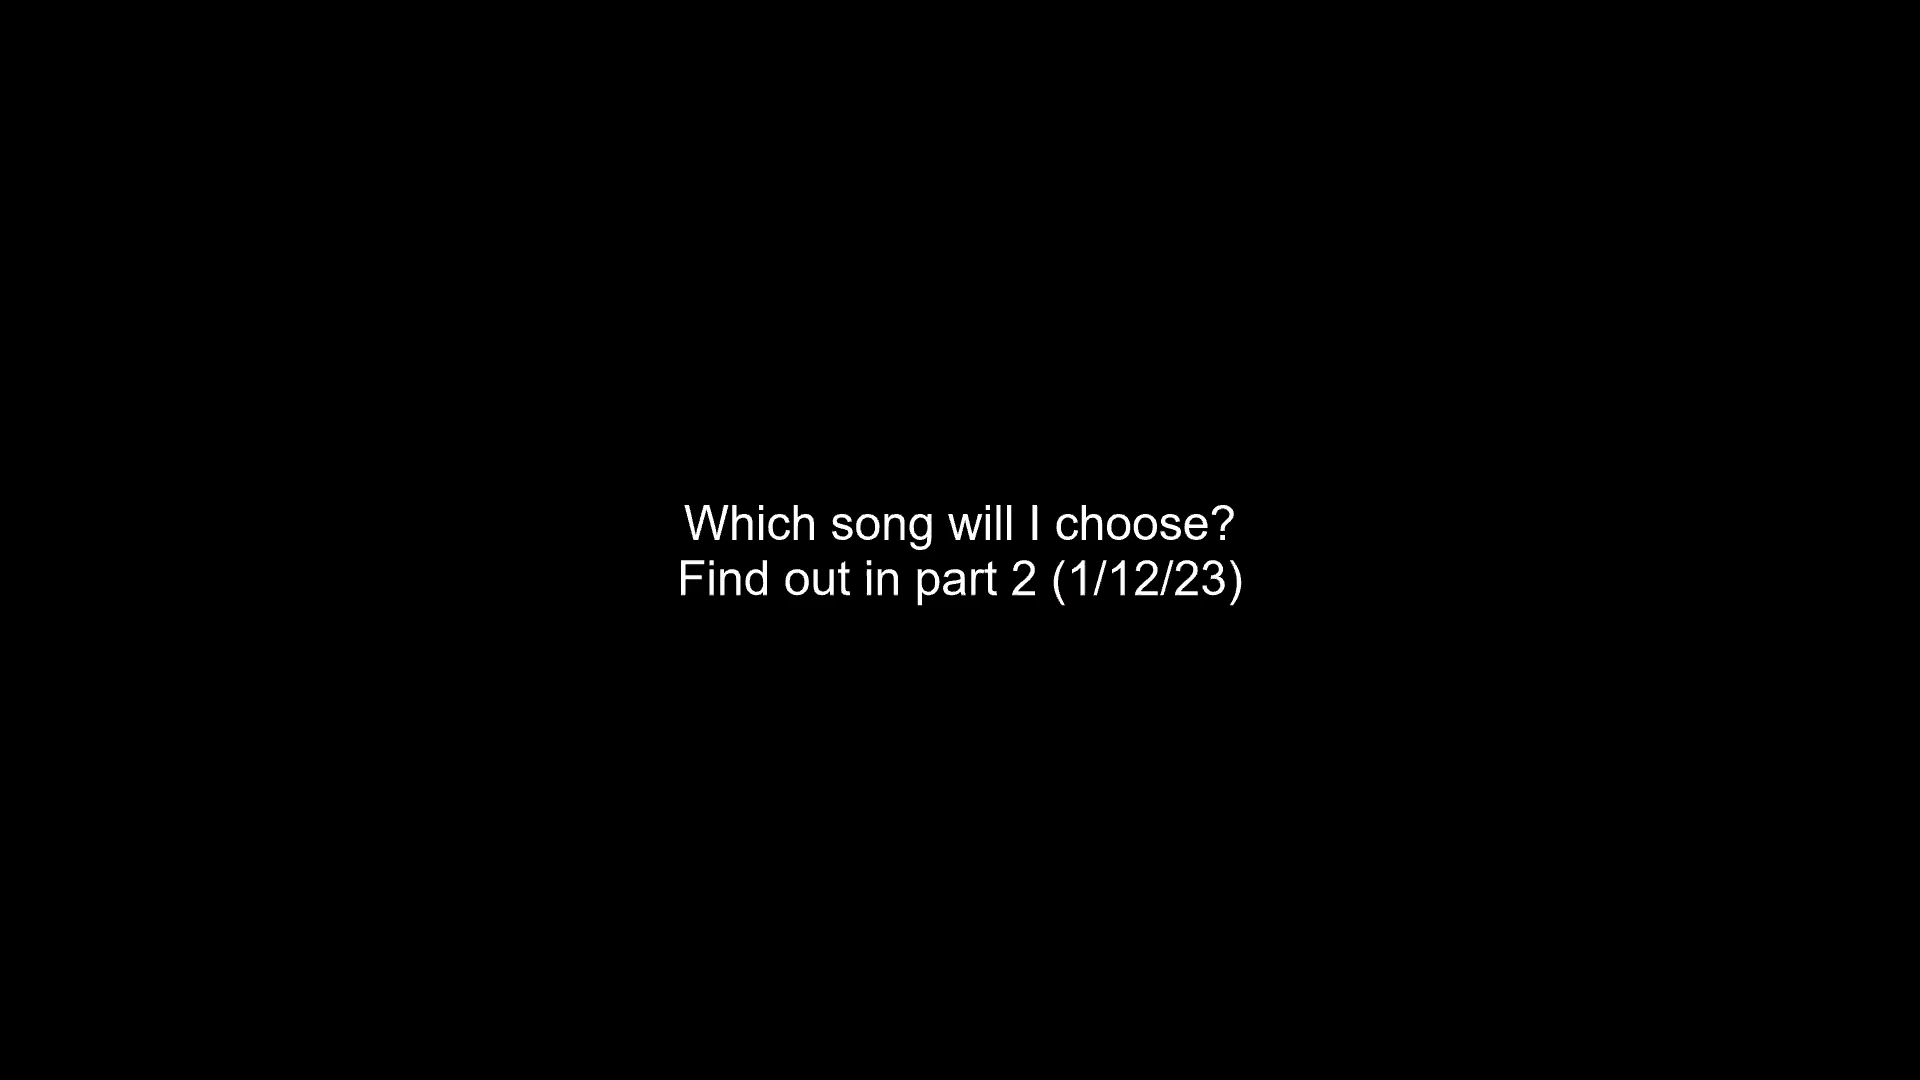 Which song will I choose?
Find out in part 2 (1/12/23)